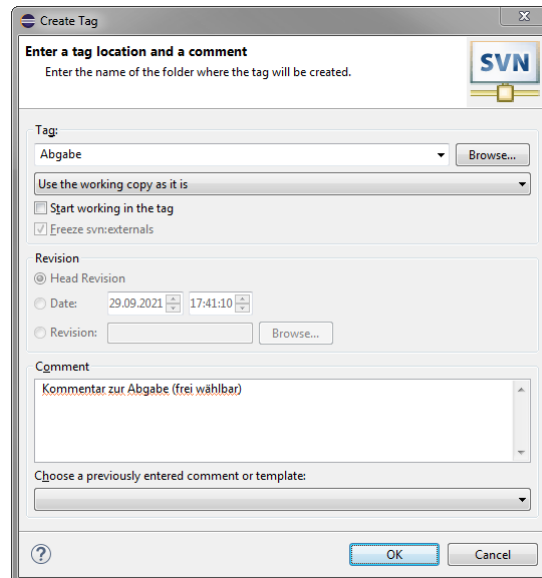 Create Tag
x
Enter a tag location and a comment
Enter the name of the folder where the tag will be created.
SVN
Tag:
Abgabe
Browse...
Use the working copy as it is
Start working in the tag
Freeze svn:externals
Revision
Head Revision
Date: 29.09.2021 17:41:10
Revision: Browse...
Comment
Kommentar zur Abgabe (frei wählbar)
Choose a previously entered comment or template:
?
OK Cancel